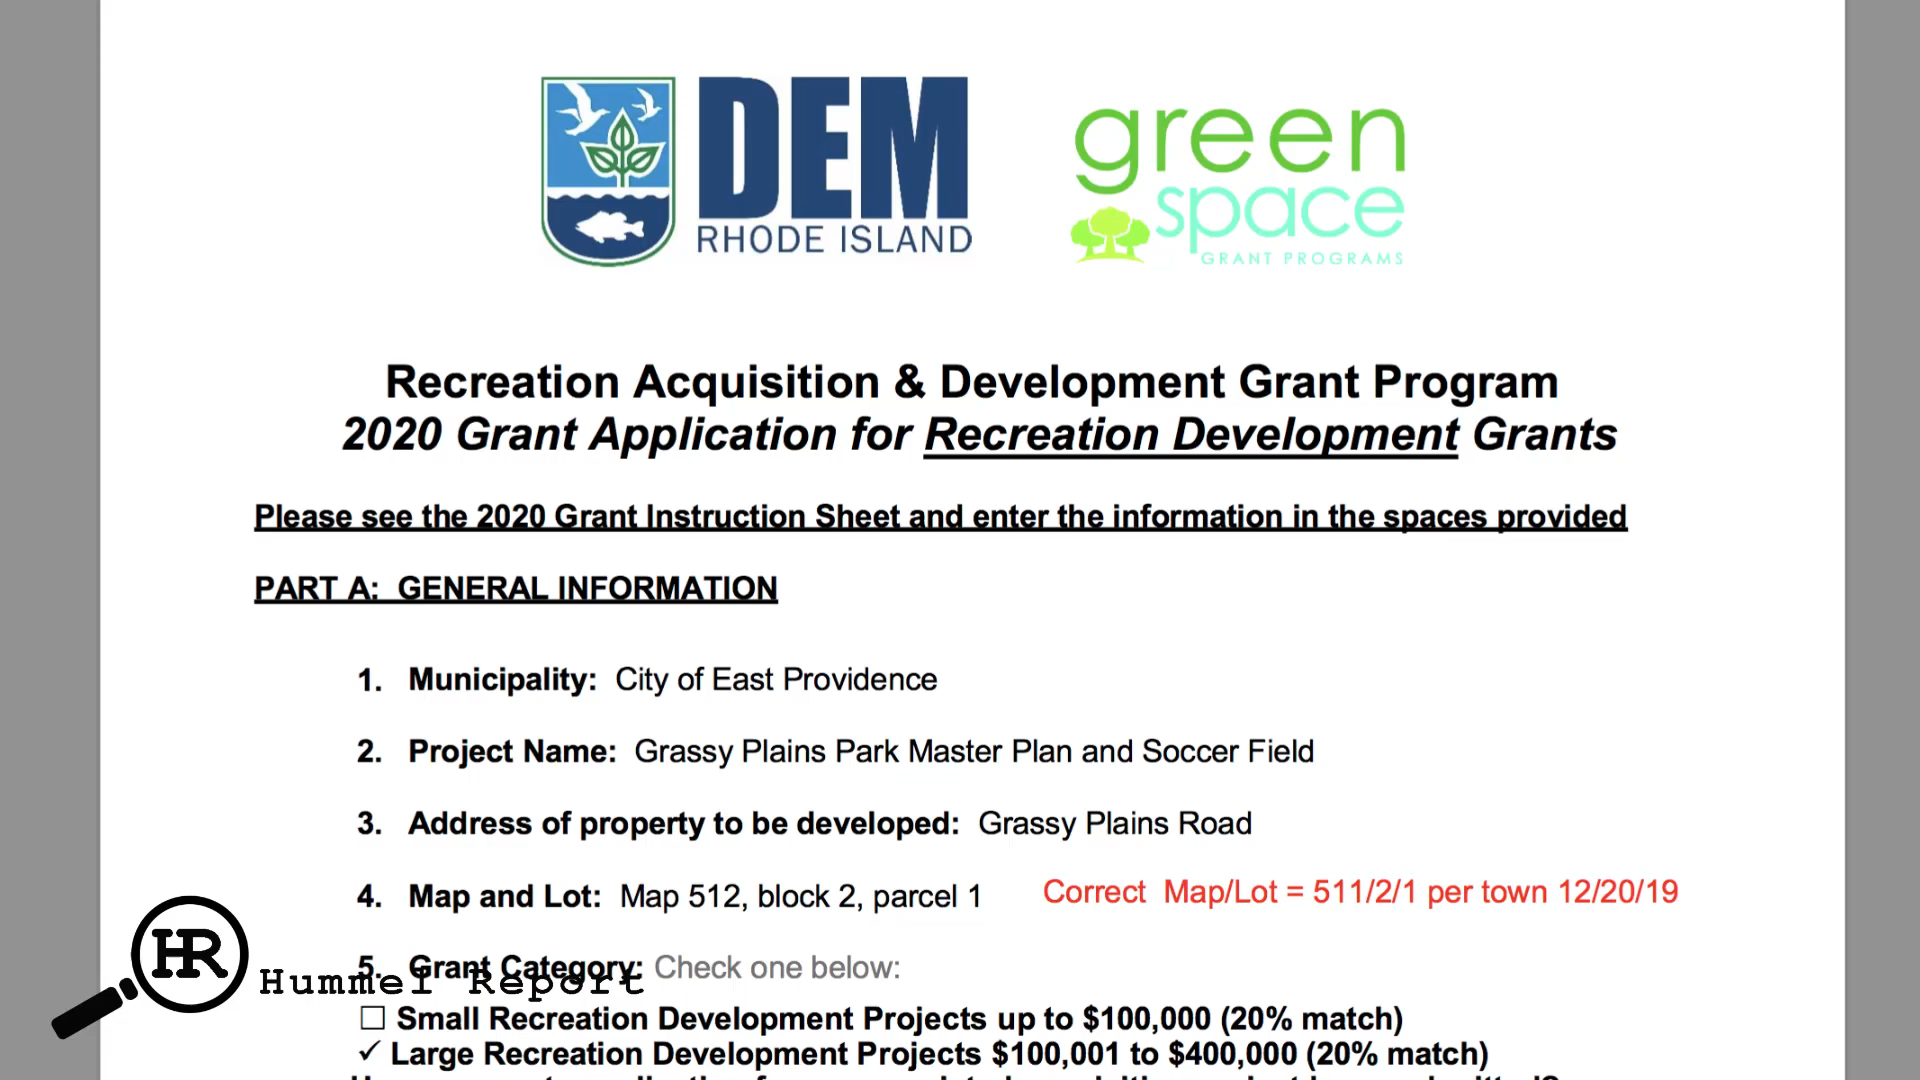 DEM
RHODE ISLAND
green
space
GRANT PROGRAMS
Recreation Acquisition & Development Grant Program
2020 Grant Application for Recreation Development Grants
Please see the 2020 Grant Instruction Sheet and enter the information in the spaces provided
PART A: GENERAL INFORMATION
1. Municipality: City of East Providence
2. Project Name: Grassy Plains Park Master Plan and Soccer Field
3. Address of property to be developed: Grassy Plains Road
4. Map and Lot: Map 512, block 2, parcel 1 Correct Map/Lot = 511/2/1 per town 12/20/19
5. Grant Category: Check one below:
HR Hummel Report
☐ Small Recreation Development Projects up to $100,000 (20% match)
✓ Large Recreation Development Projects $100,001 to $400,000 (20% match)